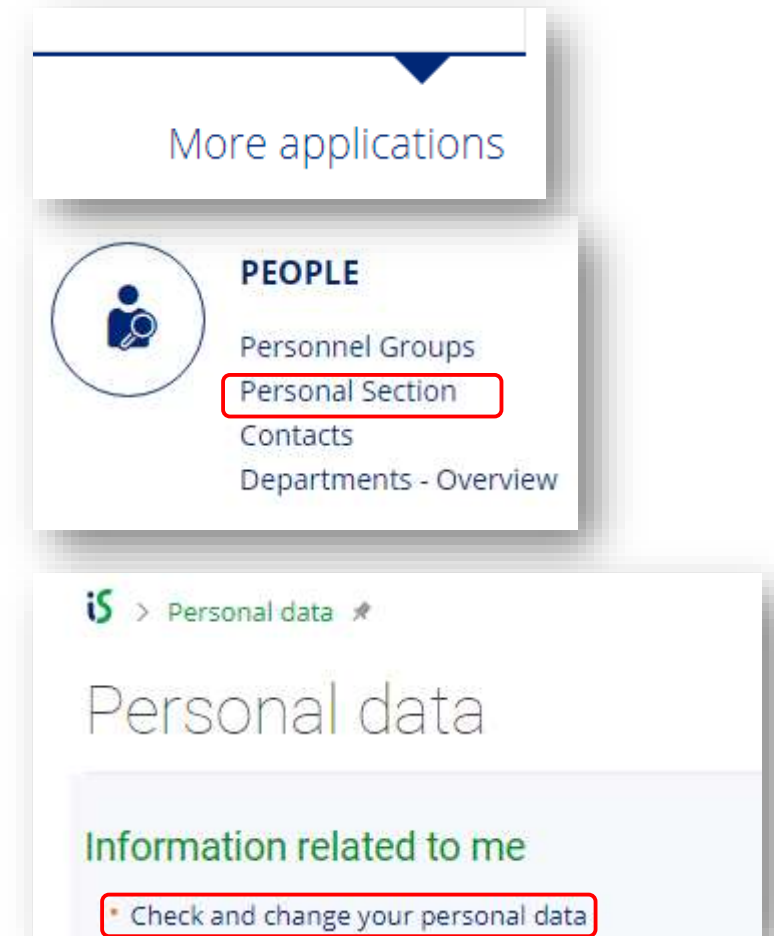 More applications
PEOPLE
Personnel Groups
Personal Section
Contacts
Departments - Overview
iS > Personal data
Personal data
Information related to me
Check and change your personal data